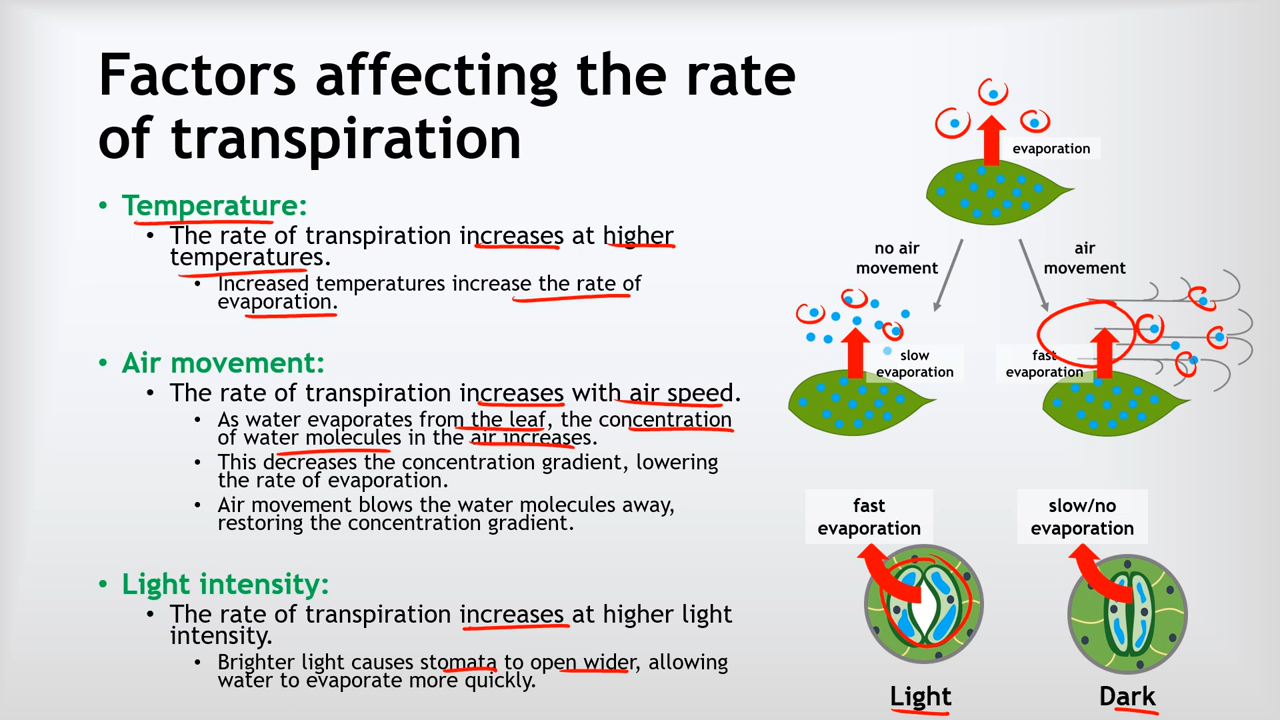 Factors affecting the rate
of transpiration
• Temperature:
• The rate of transpiration increases at higher
temperatures.
• Increased temperatures increase the rate of
evaporation.
• Air movement:
• The rate of transpiration increases with air speed.
• As water evaporates from the leaf, the concentration
of water molecules in the air increases.
• This decreases the concentration gradient, lowering
the rate of evaporation.
• Air movement blows the water molecules away,
restoring the concentration gradient.
• Light intensity:
• The rate of transpiration increases at higher light
intensity.
• Brighter light causes stomata to open wider, allowing
water to evaporate more quickly.
evaporation
no air
movement
air
movement
slow
evaporation
fast
evaporation
fast
evaporation
slow/no
evaporation
Light
Dark